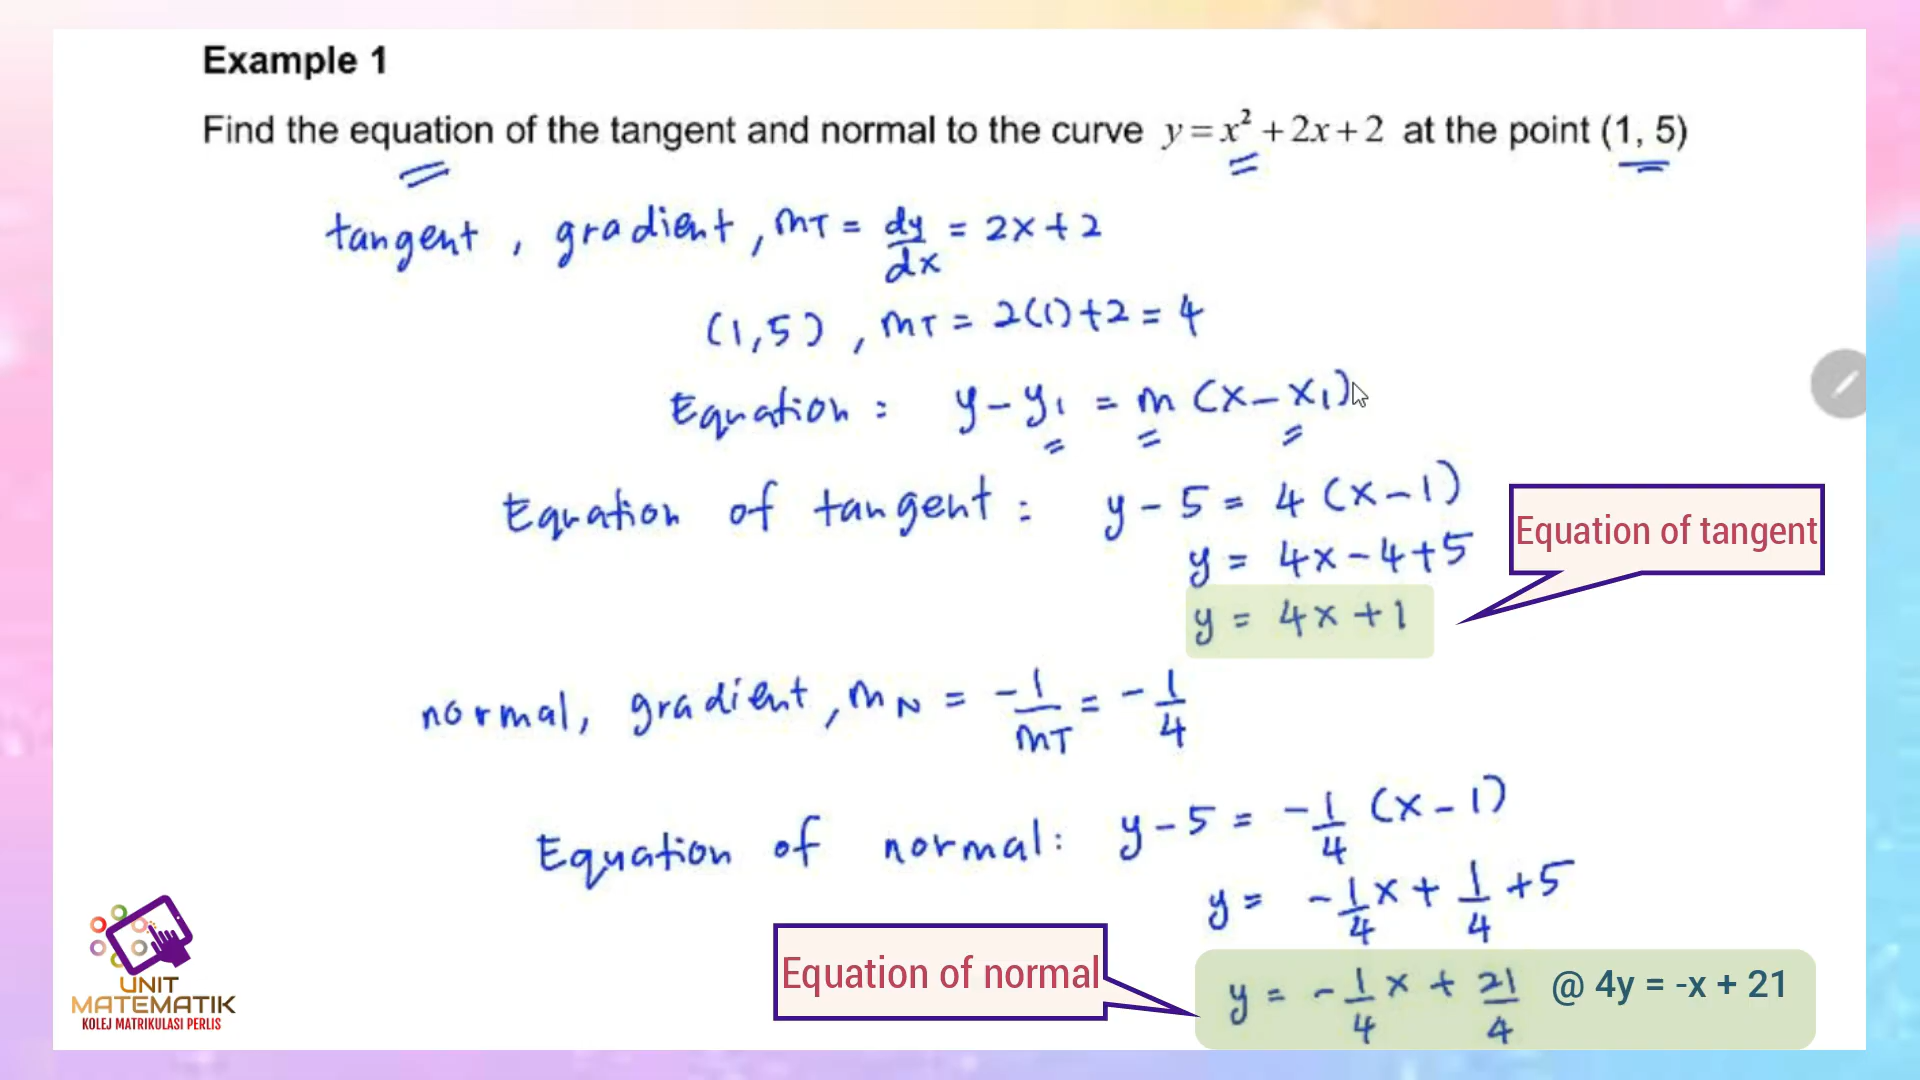 Example 1
Find the equation of the tangent and normal to the curve y = x² + 2x + 2 at the point (1, 5)
tangent , gradient , mT = dy/dx = 2x + 2
(1,5) , mT = 2(1)+2 = 4
Equation : y - y₁ = m (x - x₁)
Equation of tangent : y - 5 = 4 (x - 1)
y = 4x - 4 + 5
y = 4x + 1
Equation of tangent
normal, gradient, mN = -1/mT = -1/4
Equation of normal : y - 5 = -1/4 (x - 1)
y = -1/4 x + 1/4 + 5
Equation of normal
y = -1/4 x + 21/4 @ 4y = -x + 21
UNIT
MATEMATIK
KOLEJ MATRIKULASI PERLIS